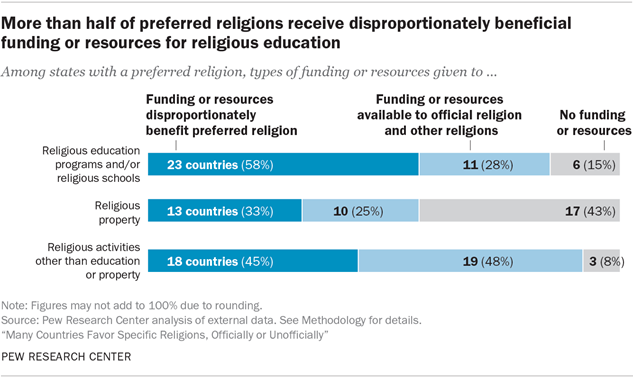 More than half of preferred religions receive disproportionately beneficial
funding or resources for religious education
Among states with a preferred religion, types of funding or resources given to ...
Funding or resources
disproportionately
benefit preferred religion
Funding or resources
available to official religion
and other religions
No funding
or resources
Religious education
programs and/or
religious schools
23 countries (58%)
11 (28%)
6 (15%)
Religious
property
13 countries (33%)
10 (25%)
17 (43%)
Religious activities
other than education
or property
18 countries (45%)
19 (48%)
3 (8%)
Note: Figures may not add to 100% due to rounding.
Source: Pew Research Center analysis of external data. See Methodology for details.
“Many Countries Favor Specific Religions, Officially or Unofficially”
PEW RESEARCH CENTER